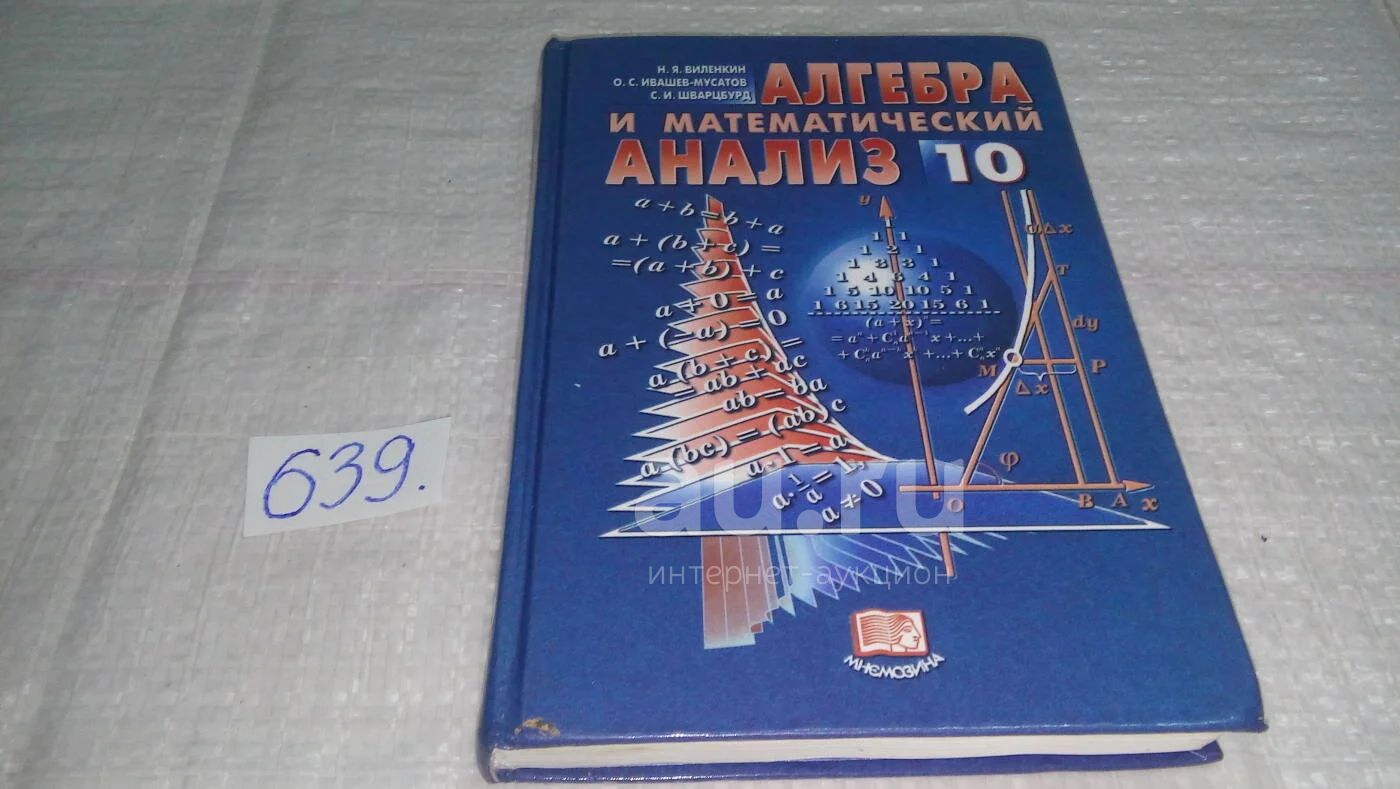 Н. Я. ВИЛЕНКИН
О. С. ИВАШЕВ-МУСАТОВ
С. И. ШВАРЦБУРД
АЛГЕБРА
И МАТЕМАТИЧЕСКИЙ
АНАЛИЗ 10
a + b = b + a
a + (b + c) =
=(a + b) + c
a + 0 = a
a + (−a) = 0
a (b + c) =
= ab + ac
ab = ba
a (bc) = (ab) c
a · 1 = a
a · 1/a = 1,
a ≠ 0
y
1
1 1
1 2 1
1 3 3 1
1 4 6 4 1
1 5 10 10 5 1
1 6 15 20 15 6 1
(a + x)ⁿ =
Δx
T
dy
M
P
Δx
φ
O
B A x
639.
au.ru
интернет-аукцион
МНЕМОЗИНА